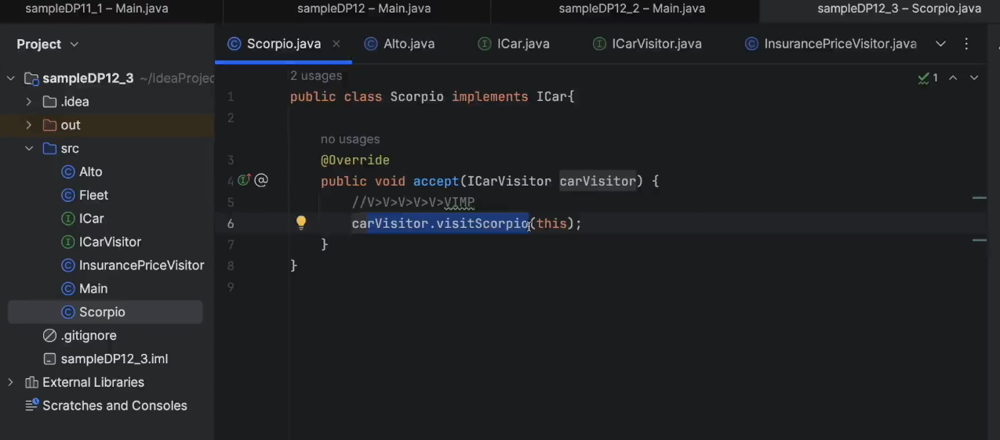 sampleDP11_1 – Main.java
sampleDP12 – Main.java
sampleDP12_2 – Main.java
sampleDP12_3 – Scorpio.java
Project
Scorpio.java
Alto.java
ICar.java
ICarVisitor.java
InsurancePriceVisitor.java
sampleDP12_3 ~/IdeaProjec
.idea
out
src
Alto
Fleet
ICar
ICarVisitor
InsurancePriceVisitor
Main
Scorpio
.gitignore
sampleDP12_3.iml
External Libraries
Scratches and Consoles
2 usages
1
1 public class Scorpio implements ICar{
2
no usages
3 @Override
4 public void accept(ICarVisitor carVisitor) {
5 //V>V>V>V>V>VIMP
6 carVisitor.visitScorpio(this);
7 }
8 }
9